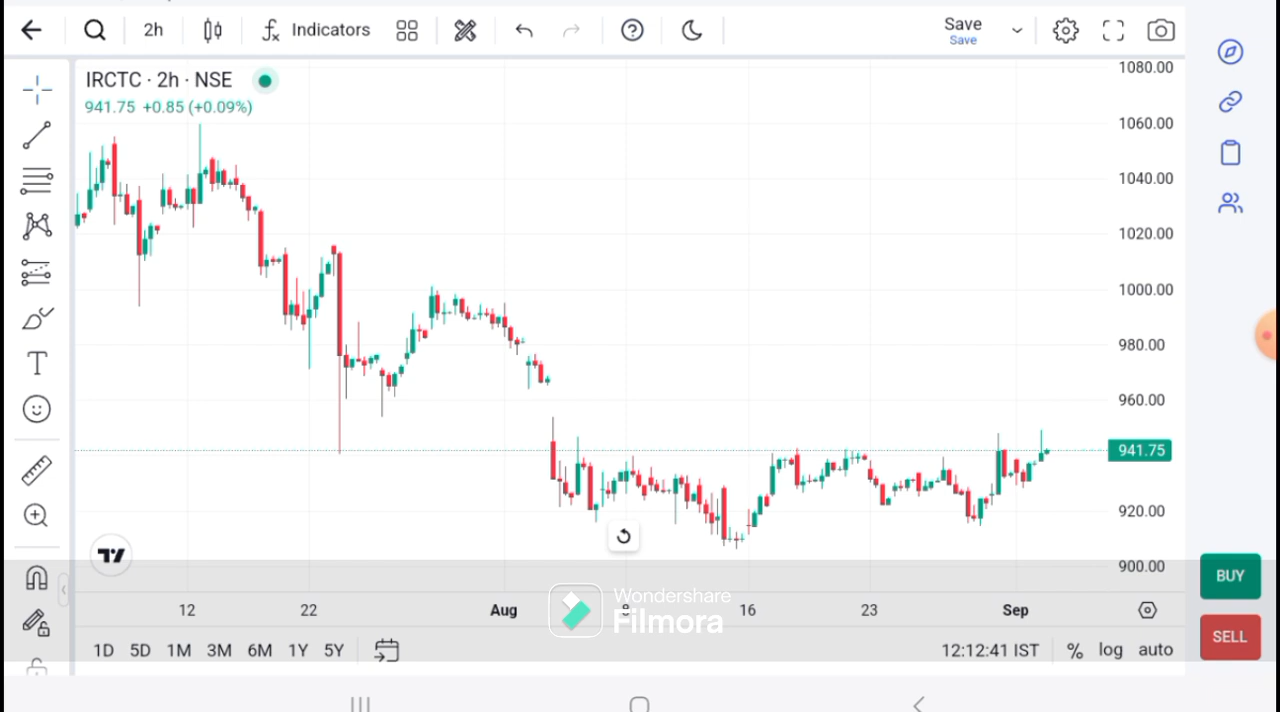 2h
Indicators
Save
Save
IRCTC · 2h · NSE
941.75 +0.85 (+0.09%)
1080.00
1060.00
1040.00
1020.00
1000.00
980.00
960.00
941.75
920.00
900.00
BUY
SELL
Wondershare
Filmora
12
22
Aug
8
16
23
Sep
1D 5D 1M 3M 6M 1Y 5Y
12:12:41 IST
% log auto